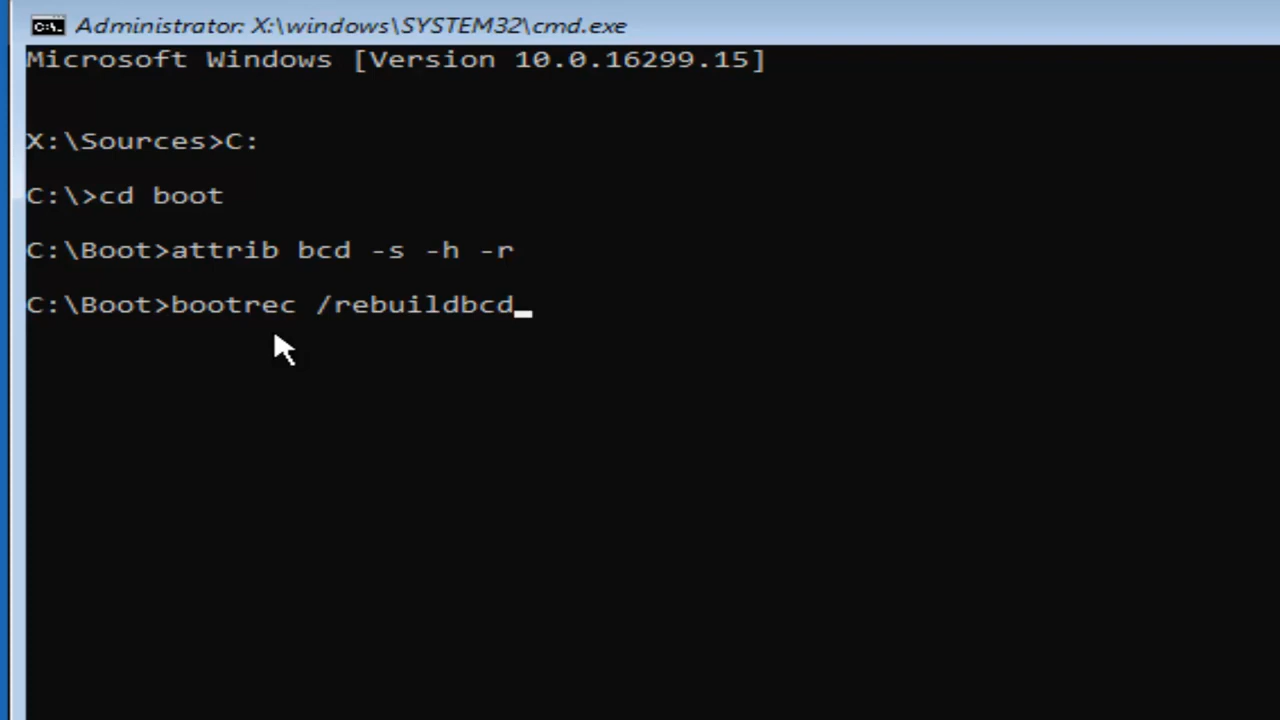 Administrator: X:\windows\SYSTEM32\cmd.exe
Microsoft Windows [Version 10.0.16299.15]
X:\Sources>C:
C:\>cd boot
C:\Boot>attrib bcd -s -h -r
C:\Boot>bootrec /rebuildbcd